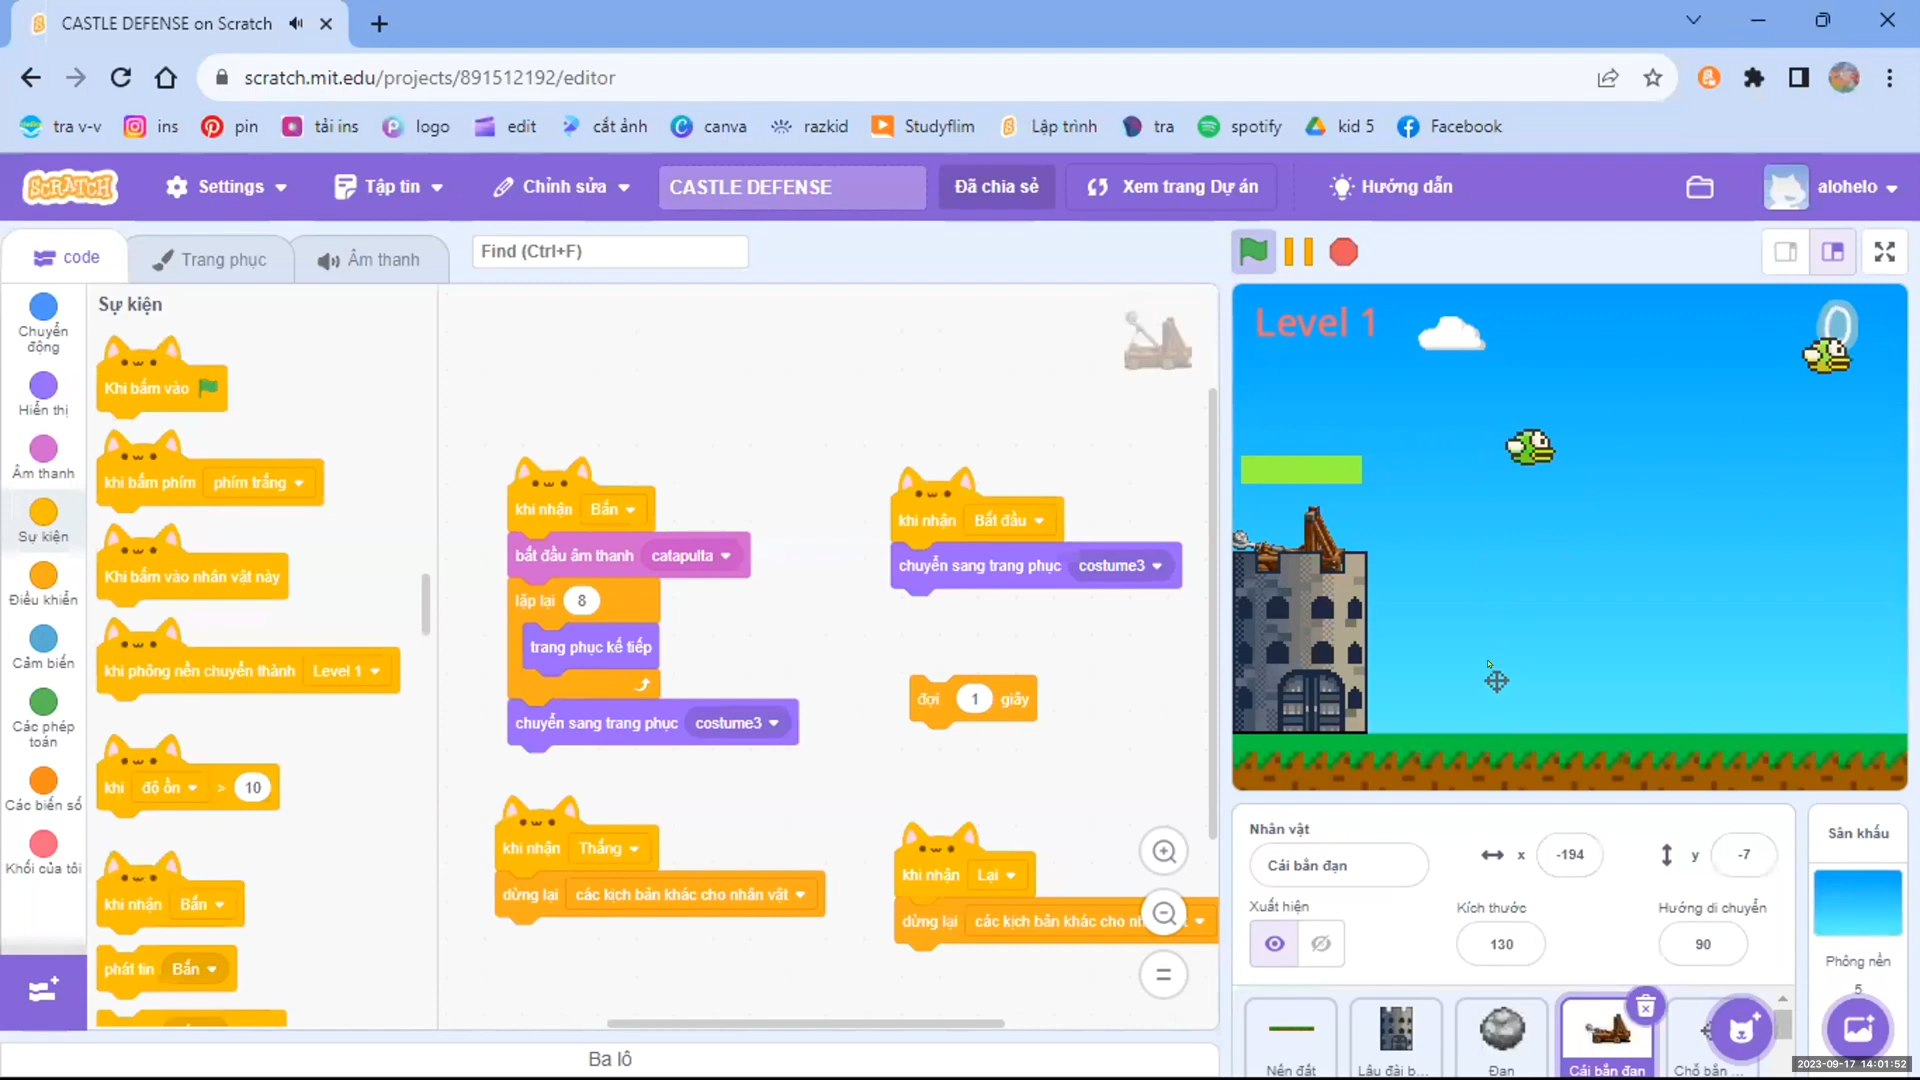 CASTLE DEFENSE on Scratch
scratch.mit.edu/projects/891512192/editor
tra v-v ins pin tải ins logo edit cắt ảnh canva razkid Studyflim Lập trình tra spotify kid 5 Facebook
SCRATCH Settings Tập tin Chỉnh sửa CASTLE DEFENSE Đã chia sẻ Xem trang Dự án Hướng dẫn alohelo
code Trang phục Âm thanh Find (Ctrl+F)
Chuyển động
Hiển thị
Âm thanh
Sự kiện
Điều khiển
Cảm biến
Các phép toán
Các biến số
Khối của tôi
Sự kiện
Khi bấm vào
khi bấm phím phím trắng
Khi bấm vào nhân vật này
khi phông nền chuyển thành Level 1
khi độ ồn > 10
khi nhận Bắn
phát tin Bắn
khi nhận Bắn
bắt đầu âm thanh catapulta
lặp lại 8
trang phục kế tiếp
chuyển sang trang phục costume3
khi nhận Bắt đầu
chuyển sang trang phục costume3
đợi 1 giây
khi nhận Thắng
dừng lại các kịch bản khác cho nhân vật
khi nhận Lại
dừng lại các kịch bản khác cho
Ba lô
Level 1
Nhân vật
Cái bắn đạn x -194 y -7
Xuất hiện Kích thước Hướng di chuyển
130 90
Nền đất Lâu đài b... Đạn Cái bắn đạn Chỗ bắn ...
Sân khấu
Phông nền
5
2023-09-17 14:01:52